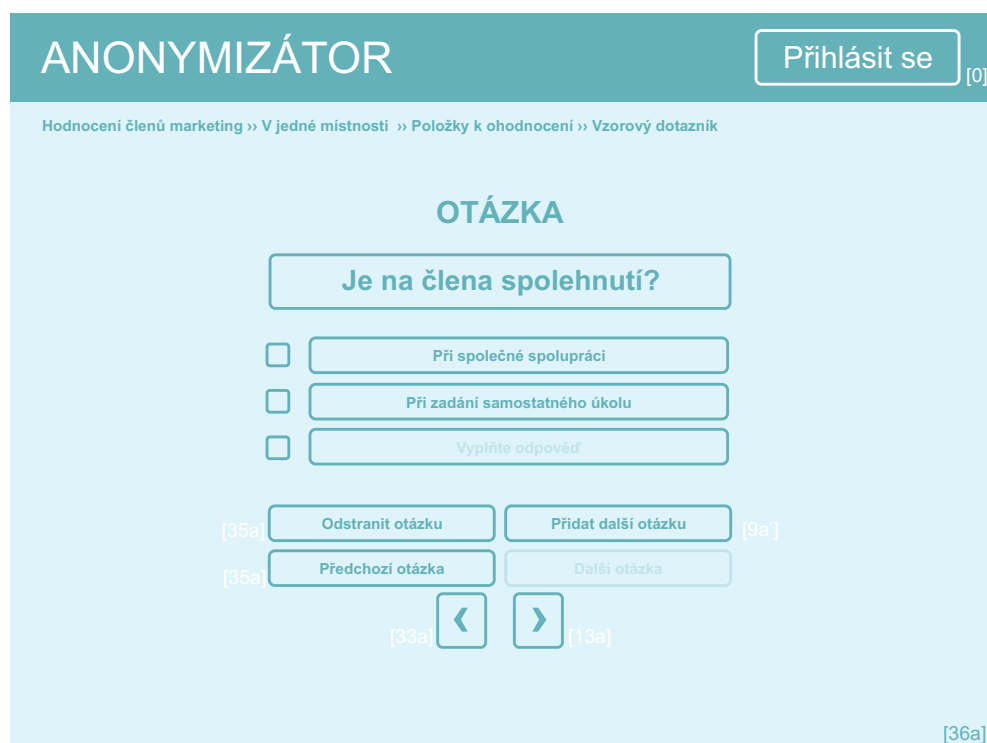 ANONYMIZÁTOR
Přihlásit se
[0]
Hodnocení členů marketing ›› V jedné místnosti ›› Položky k ohodnocení ›› Vzorový dotazník
OTÁZKA
Je na člena spolehnutí?
Při společné spolupráci
Při zadání samostatného úkolu
Vyplňte odpověď
[35a] Odstranit otázku Přidat další otázku [9a']
[35a] Předchozí otázka Další otázka
[33a] ‹ › [13a]
[36a]